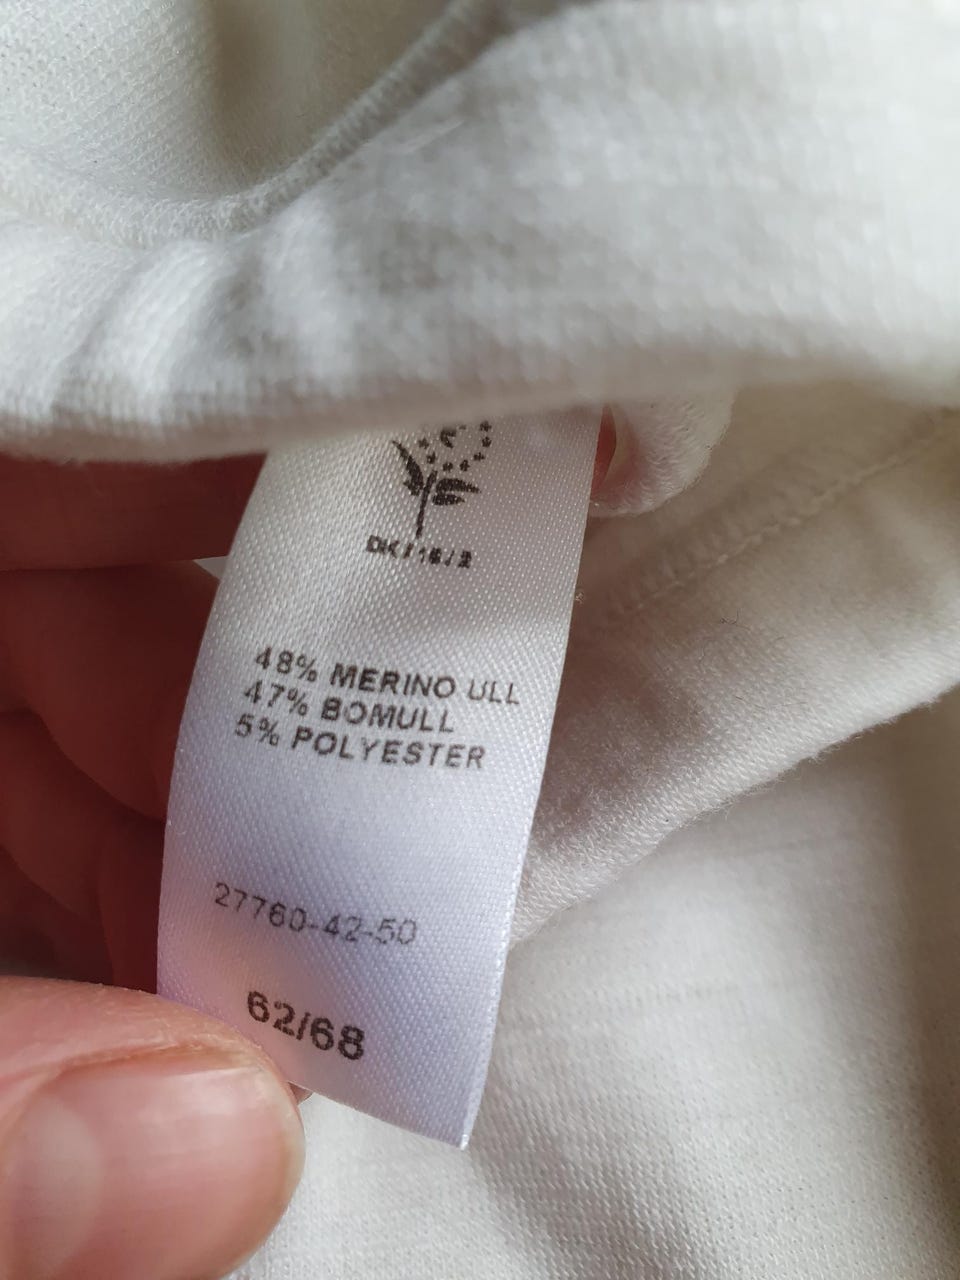 DK/16/2
48% MERINO ULL
47% BOMULL
5% POLYESTER
27760-42-50
62/68